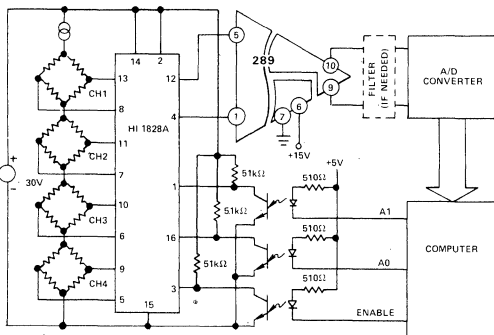 14
2
5
10
9
289
FILTER
(IF NEEDED)
A/D
CONVERTER
13
12
CH1
8
HI 1828A
4
1
7
6
+15V
11
CH2
7
+
-
30V
10
CH3
6
9
CH4
5
15
1
51kΩ
5.1kΩ
16
51kΩ
3
+5V
510Ω
A1
510Ω
A0
510Ω
ENABLE
COMPUTER